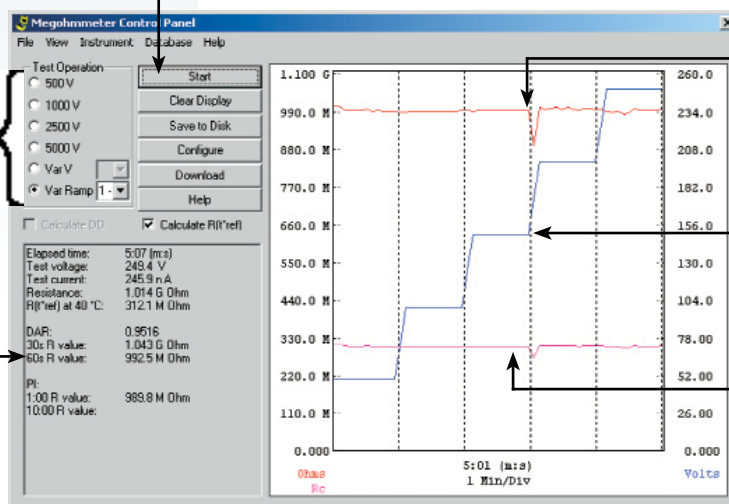 Megohmmeter Control Panel
File View Instrument Database Help
Test Operation
500 V
1000 V
2500 V
5000 V
Var V
Var Ramp 1 -
Start
Clear Display
Save to Disk
Configure
Download
Help
Calculate DD
Calculate R(t°ref)
Elapsed time: 5:07 (m:s)
Test voltage: 249.4 V
Test current: 245.9 n A
Resistance: 1.014 G Ohm
R(t°ref) at 40 °C: 312.1 M Ohm
DAR: 0.9516
30s R value: 1.043 G Ohm
60s R value: 992.5 M Ohm
PI:
1:00 R value: 989.8 M Ohm
10:00 R value:
1.100 G 260.0
990.0 M 234.0
880.0 M 208.0
770.0 M 182.0
660.0 M 156.0
550.0 M 130.0
440.0 M 104.0
330.0 M 78.00
220.0 M 52.00
110.0 M 26.00
0.000 0.000
Ohms 5:01 (m:s) Volts
Rc 1 Min/Div